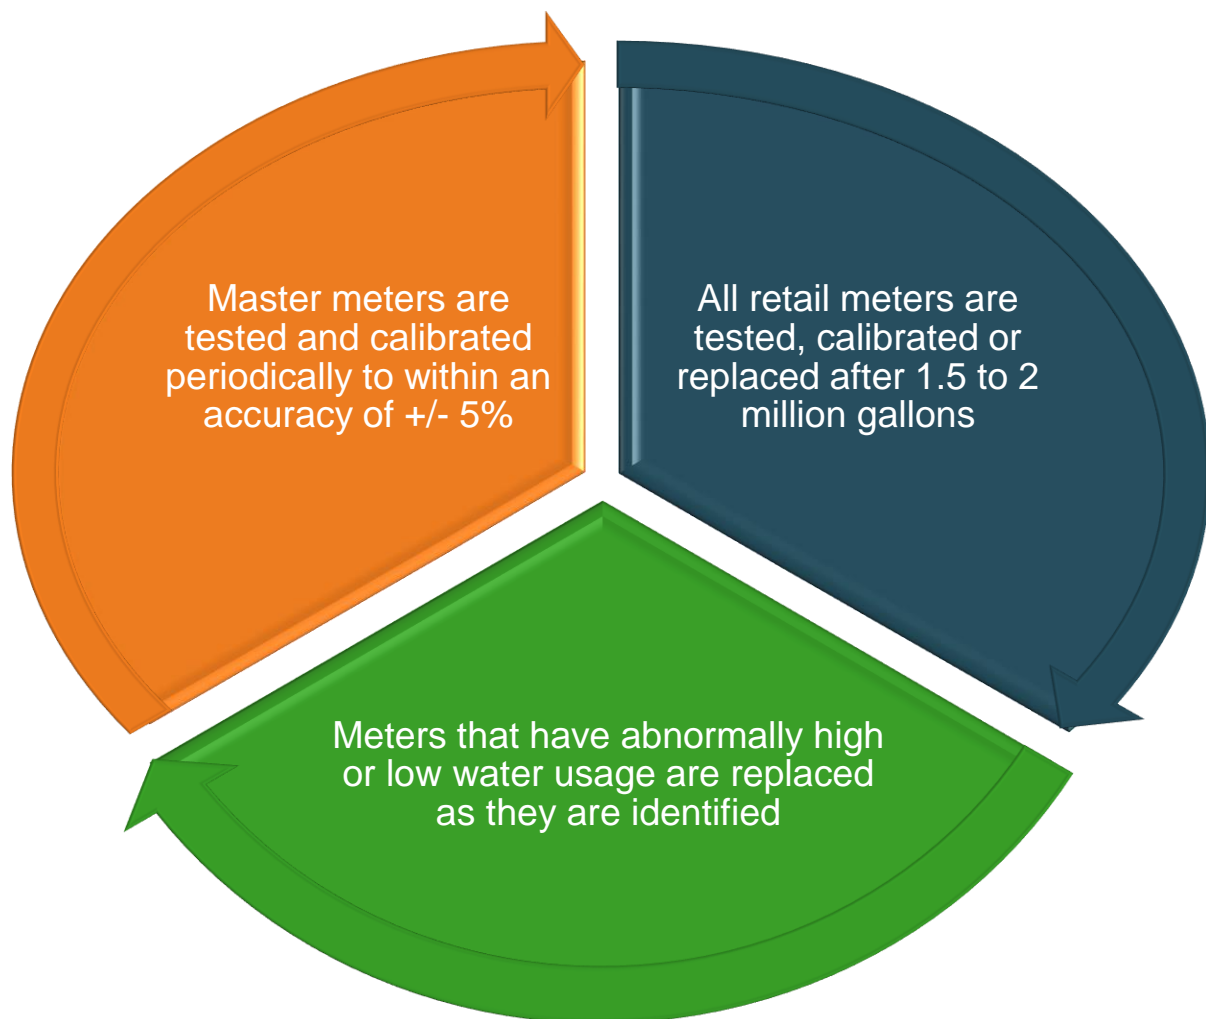 Master meters are
tested and calibrated
periodically to within an
accuracy of +/- 5%
All retail meters are
tested, calibrated or
replaced after 1.5 to 2
million gallons
Meters that have abnormally high
or low water usage are replaced
as they are identified